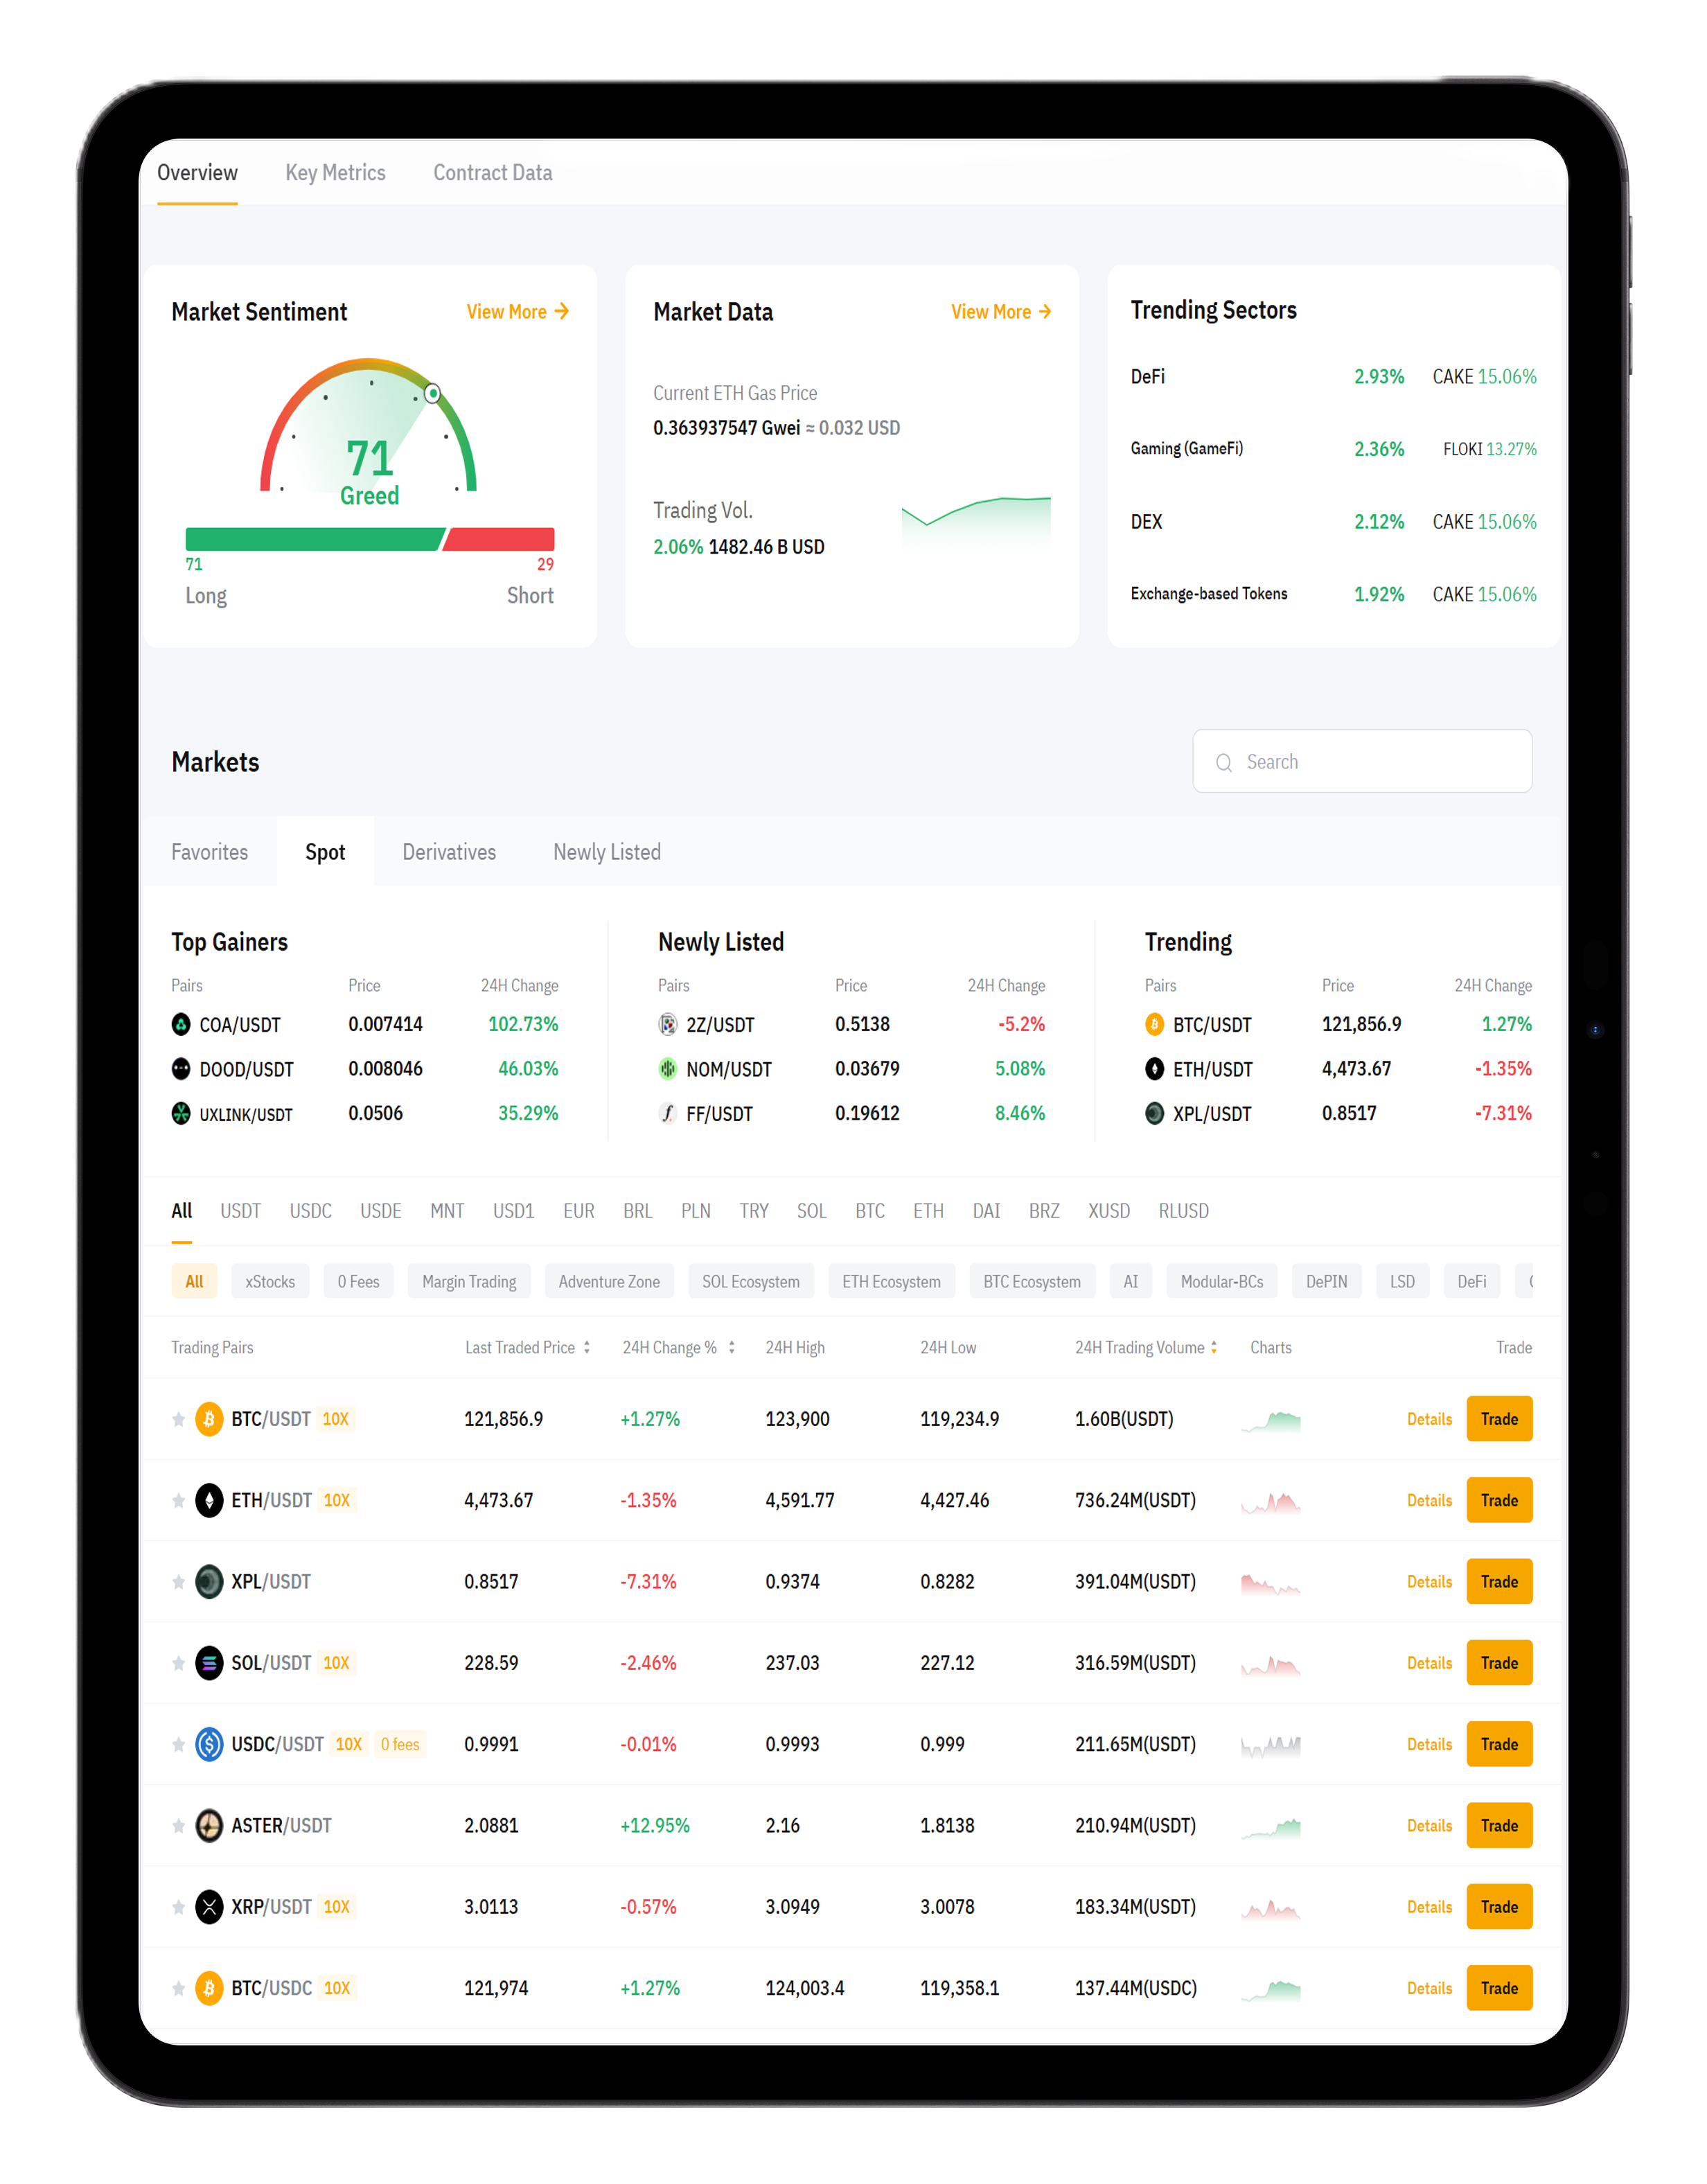 Overview Key Metrics Contract Data
Market Sentiment View More →
71
Greed
71 29
Long Short
Market Data View More →
Current ETH Gas Price
0.363937547 Gwei ≈ 0.032 USD
Trading Vol.
2.06% 1482.46 B USD
Trending Sectors
DeFi 2.93% CAKE 15.06%
Gaming (GameFi) 2.36% FLOKI 13.27%
DEX 2.12% CAKE 15.06%
Exchange-based Tokens 1.92% CAKE 15.06%
Markets Search
Favorites Spot Derivatives Newly Listed
Top Gainers
Pairs Price 24H Change
COA/USDT 0.007414 102.73%
DOOD/USDT 0.008046 46.03%
UXLINK/USDT 0.0506 35.29%
Newly Listed
Pairs Price 24H Change
2Z/USDT 0.5138 -5.2%
NOM/USDT 0.03679 5.08%
FF/USDT 0.19612 8.46%
Trending
Pairs Price 24H Change
BTC/USDT 121,856.9 1.27%
ETH/USDT 4,473.67 -1.35%
XPL/USDT 0.8517 -7.31%
All USDT USDC USDE MNT USD1 EUR BRL PLN TRY SOL BTC ETH DAI BRZ XUSD RLUSD
All xStocks 0 Fees Margin Trading Adventure Zone SOL Ecosystem ETH Ecosystem BTC Ecosystem AI Modular-BCs DePIN LSD DeFi
Trading Pairs Last Traded Price 24H Change % 24H High 24H Low 24H Trading Volume Charts Trade
BTC/USDT 10X 121,856.9 +1.27% 123,900 119,234.9 1.60B(USDT) Details Trade
ETH/USDT 10X 4,473.67 -1.35% 4,591.77 4,427.46 736.24M(USDT) Details Trade
XPL/USDT 0.8517 -7.31% 0.9374 0.8282 391.04M(USDT) Details Trade
SOL/USDT 10X 228.59 -2.46% 237.03 227.12 316.59M(USDT) Details Trade
USDC/USDT 10X 0 fees 0.9991 -0.01% 0.9993 0.999 211.65M(USDT) Details Trade
ASTER/USDT 2.0881 +12.95% 2.16 1.8138 210.94M(USDT) Details Trade
XRP/USDT 10X 3.0113 -0.57% 3.0949 3.0078 183.34M(USDT) Details Trade
BTC/USDC 10X 121,974 +1.27% 124,003.4 119,358.1 137.44M(USDC) Details Trade